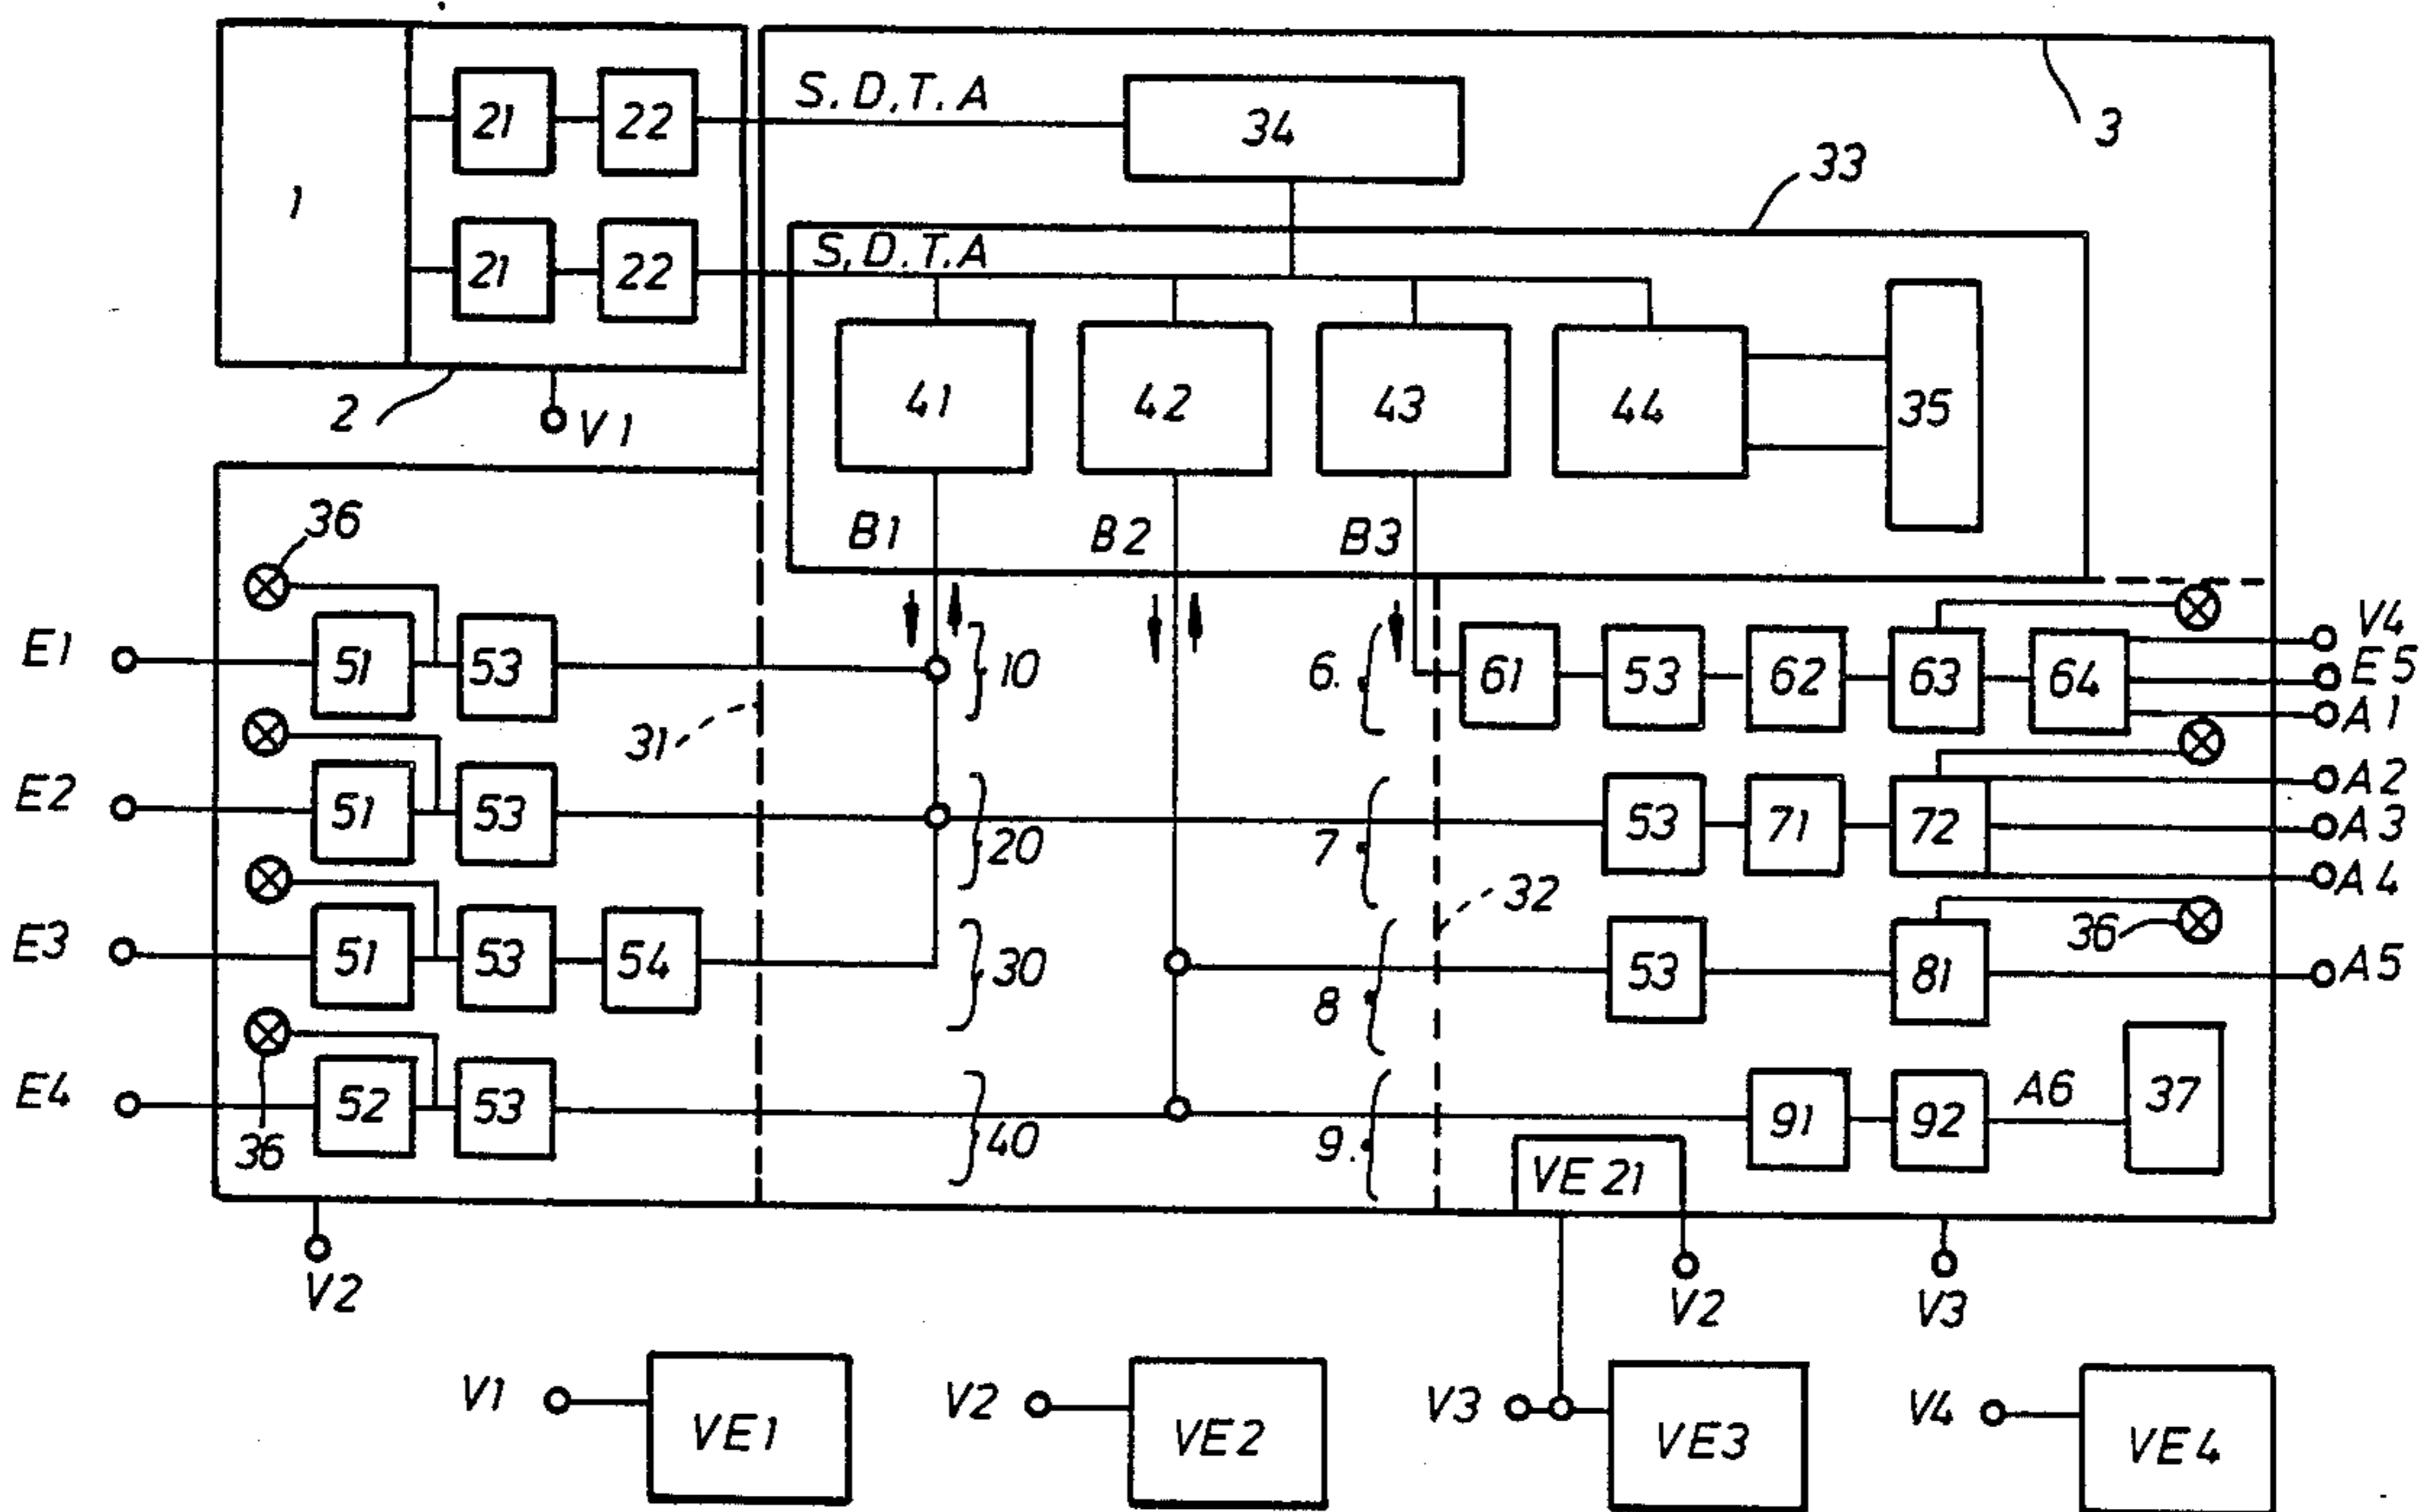 S.D.T.A
21 22 34 3
1 33
S.D.T.A
21 22
41 42 43 44 35
2 V1
36 B1 B2 B3
E1 51 53 10 6. 61 53 62 63 64 V4
E5
A1
31
E2 51 53 20 7 53 71 72 A2
A3
A4
32
E3 51 53 54 30 8 53 81 36 A5
E4 52 53 40 9. 91 92 A6 37
36
VE 21
V2 V2 V3
V1 VE1 V2 VE2 V3 VE3 V4 VE4